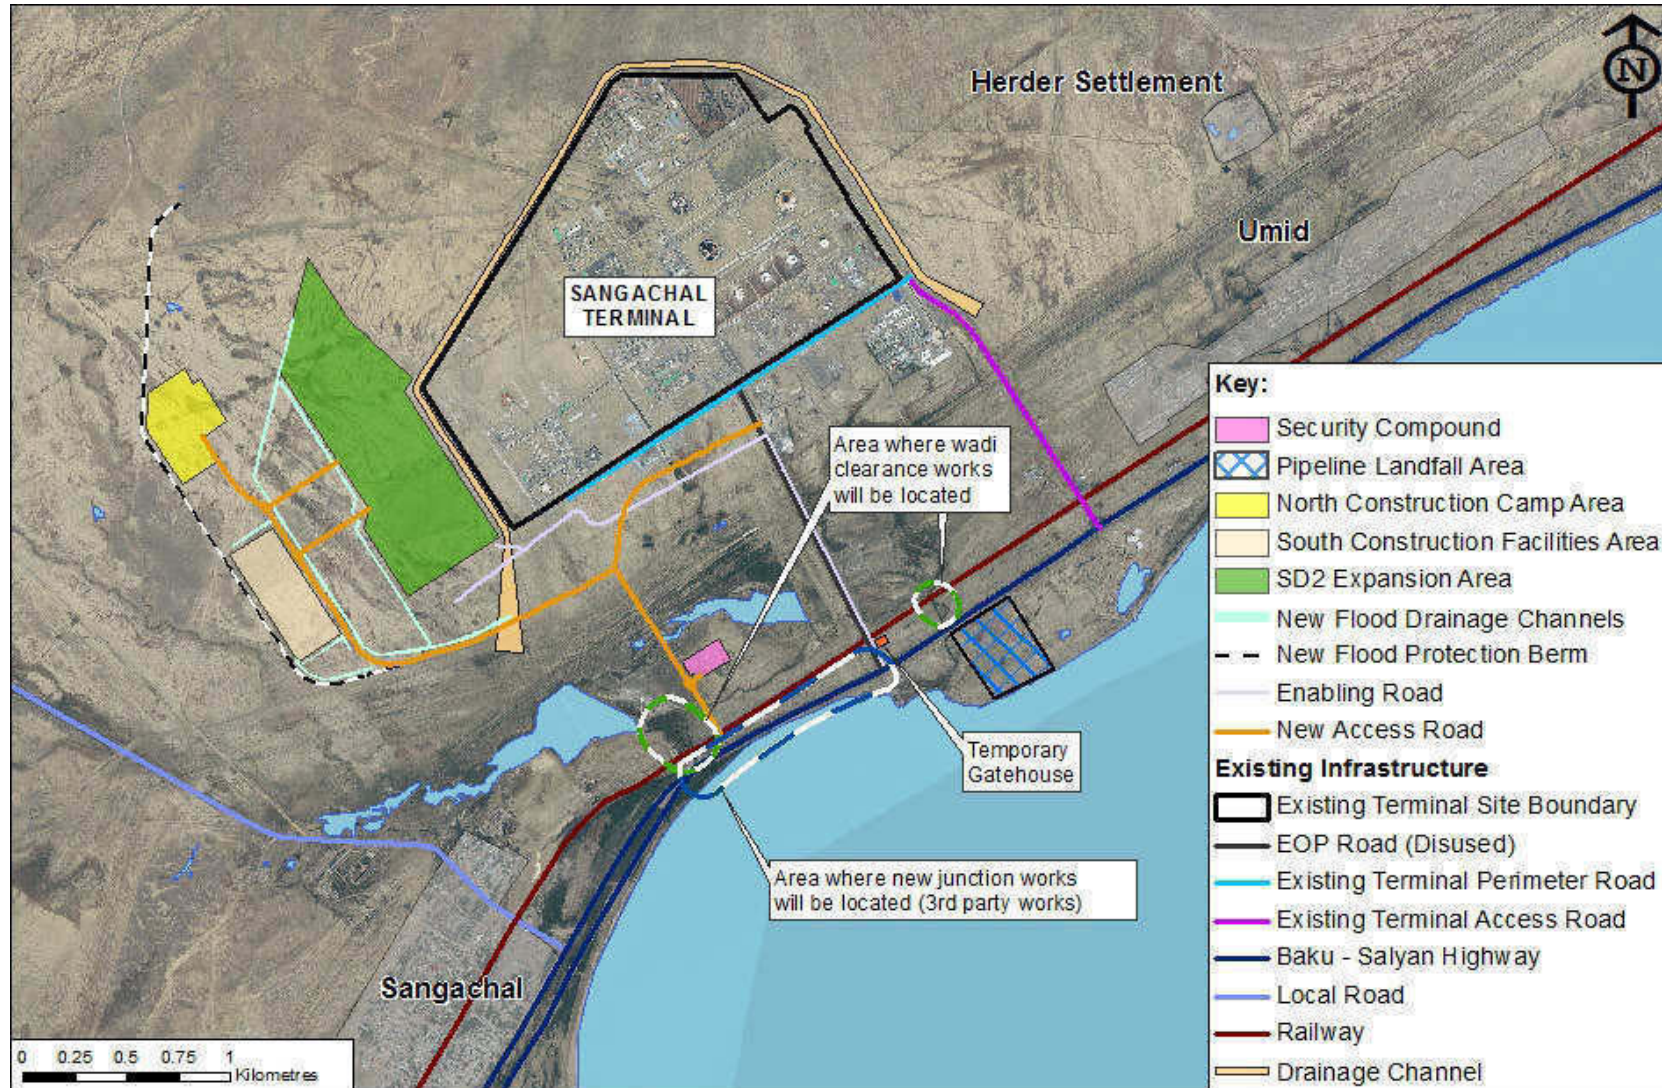 N
Herder Settlement
Umid
SANGACHAL
TERMINAL
Area where wadi
clearance works
will be located
Temporary
Gatehouse
Area where new junction works
will be located (3rd party works)
Sangachal
0 0.25 0.5 0.75 1
Kilometres
Key:
Security Compound
Pipeline Landfall Area
North Construction Camp Area
South Construction Facilities Area
SD2 Expansion Area
New Flood Drainage Channels
New Flood Protection Berm
Enabling Road
New Access Road
Existing Infrastructure
Existing Terminal Site Boundary
EOP Road (Disused)
Existing Terminal Perimeter Road
Existing Terminal Access Road
Baku - Salyan Highway
Local Road
Railway
Drainage Channel